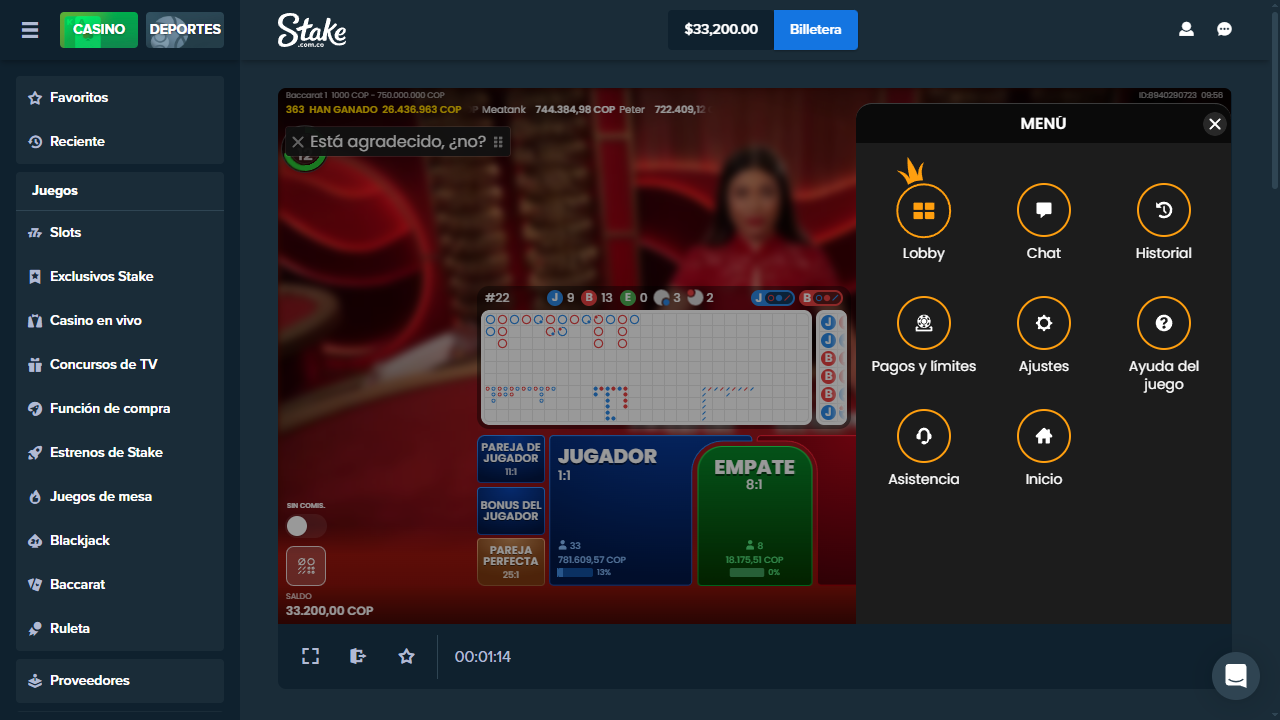 CASINO
DEPORTES
Stake
.com.co
$33,200.00
Billetera
Favoritos
Reciente
Juegos
Slots
Exclusivos Stake
Casino en vivo
Concursos de TV
Función de compra
Estrenos de Stake
Juegos de mesa
Blackjack
Baccarat
Ruleta
Proveedores
Baccarat 1 1000 COP - 750.000.000 COP
ID:8940290723 09:56
363 HAN GANADO 26.436.963 COP
P Meatank 744.384,98 COP Peter 722.409,12
Está agradecido, ¿no?
12
#22
J 9 B 13 E 0 3 2
J B
J
J
B
B
B
J
PAREJA DE
JUGADOR
11:1
BONUS DEL
JUGADOR
PAREJA
PERFECTA
25:1
JUGADOR
1:1
33
781.609,57 COP
13%
EMPATE
8:1
8
18.175,51 COP
0%
SIN COMIS.
SALDO
33.200,00 COP
MENÚ
Lobby
Chat
Historial
Pagos y límites
Ajustes
Ayuda del
juego
Asistencia
Inicio
00:01:14